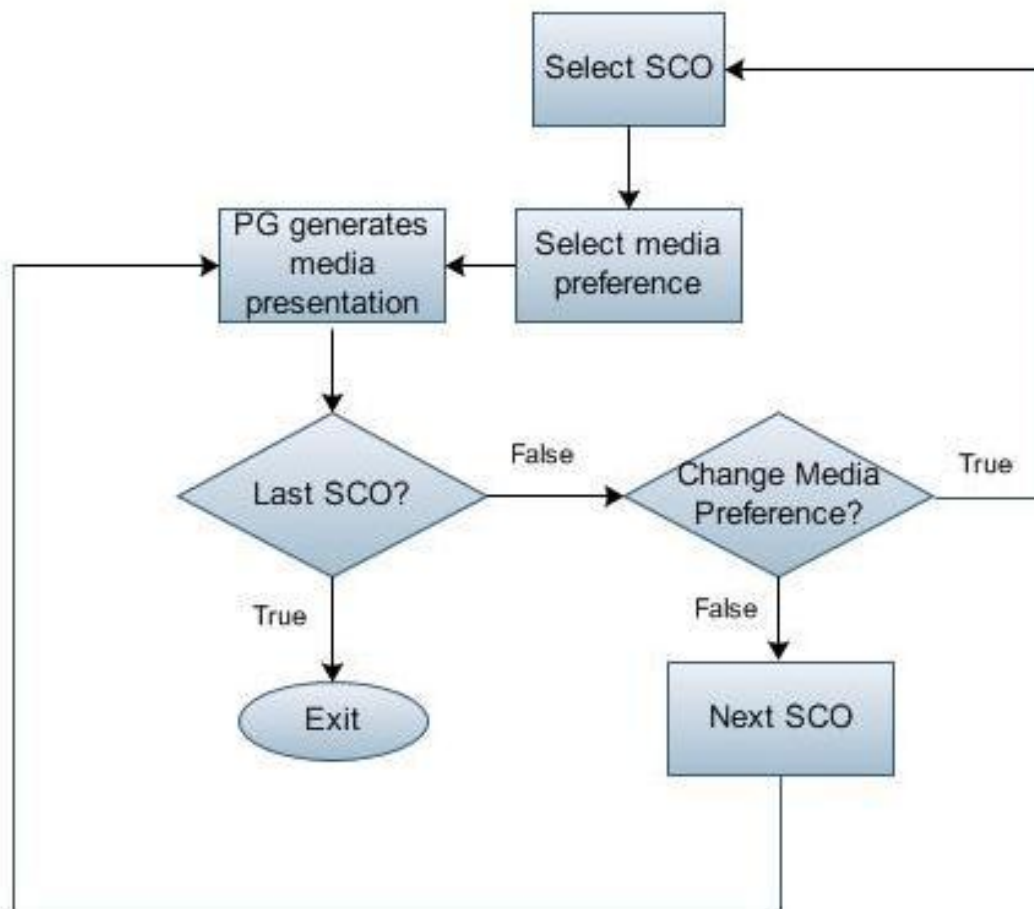 Select SCO
PG generates
media
presentation
Select media
preference
Last SCO?
False
Change Media
Preference?
True
True
False
Exit
Next SCO